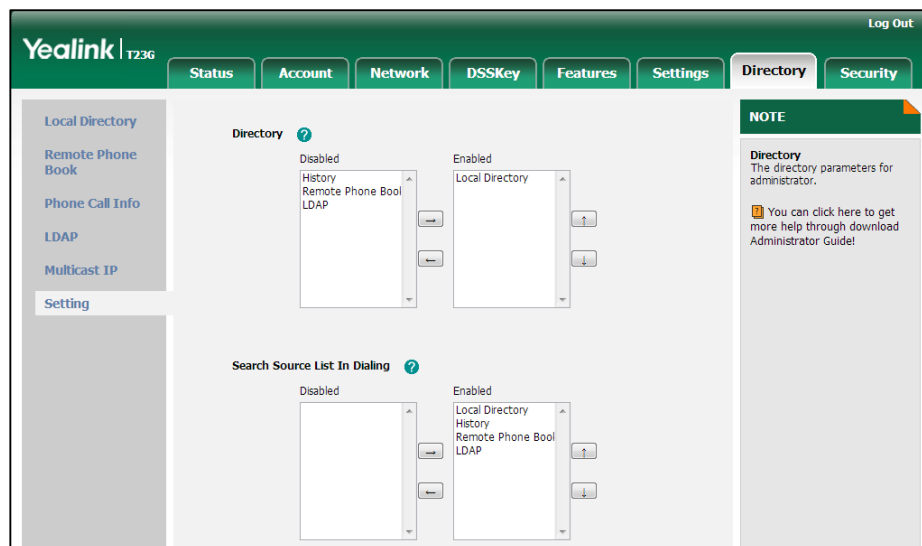 Log Out
Yealink T23G
Status Account Network DSSKey Features Settings Directory Security
Local Directory
Remote Phone
Book
Phone Call Info
LDAP
Multicast IP
Setting
Directory ?
Disabled Enabled
History
Remote Phone Bool
LDAP
Local Directory
→ ↑
← ↓
Search Source List In Dialing ?
Disabled Enabled
Local Directory
History
Remote Phone Bool
LDAP
→ ↑
← ↓
NOTE
Directory
The directory parameters for
administrator.
? You can click here to get
more help through download
Administrator Guide!